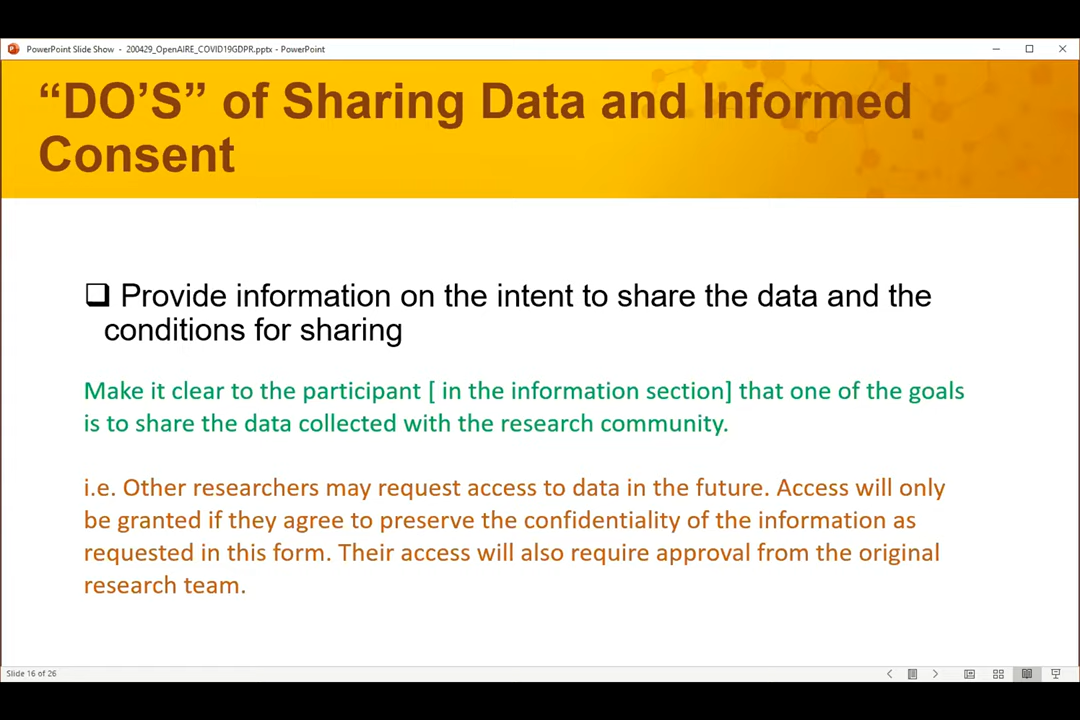 PowerPoint Slide Show - 200429_OpenAIRE_COVID19GDPR.pptx - PowerPoint
“DO’S” of Sharing Data and Informed
Consent
❑ Provide information on the intent to share the data and the
conditions for sharing
Make it clear to the participant [ in the information section] that one of the goals
is to share the data collected with the research community.
i.e. Other researchers may request access to data in the future. Access will only
be granted if they agree to preserve the confidentiality of the information as
requested in this form. Their access will also require approval from the original
research team.
Slide 16 of 26